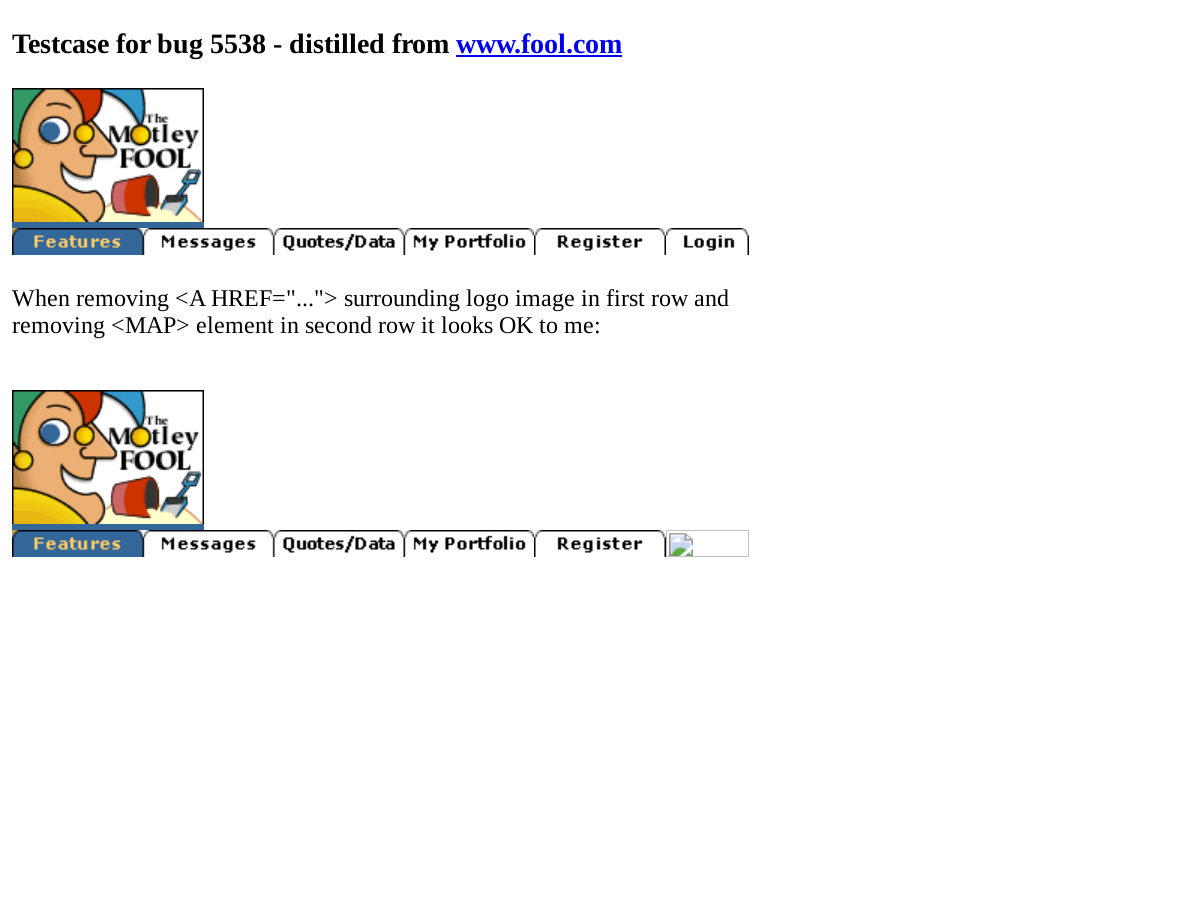 Testcase for bug 5538 - distilled from www.fool.com
The
Motley
FOOL
Features Messages Quotes/Data My Portfolio Register Login
When removing <A HREF="..."> surrounding logo image in first row and
removing <MAP> element in second row it looks OK to me:
The
Motley
FOOL
Features Messages Quotes/Data My Portfolio Register